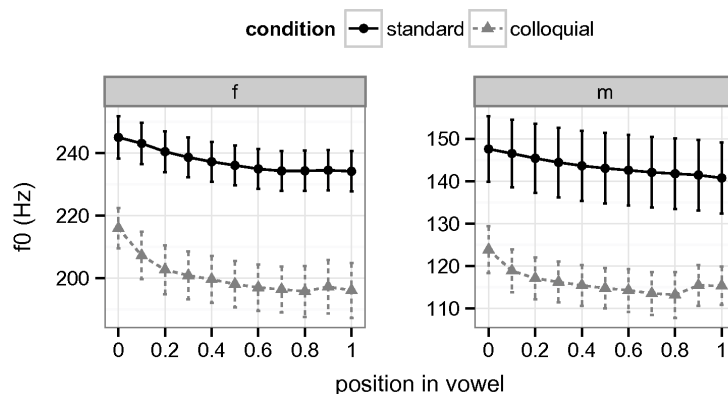 condition standard colloquial
f
m
f0 (Hz)
240
220
200
150
140
130
120
110
0 0.2 0.4 0.6 0.8 1
0 0.2 0.4 0.6 0.8 1
position in vowel